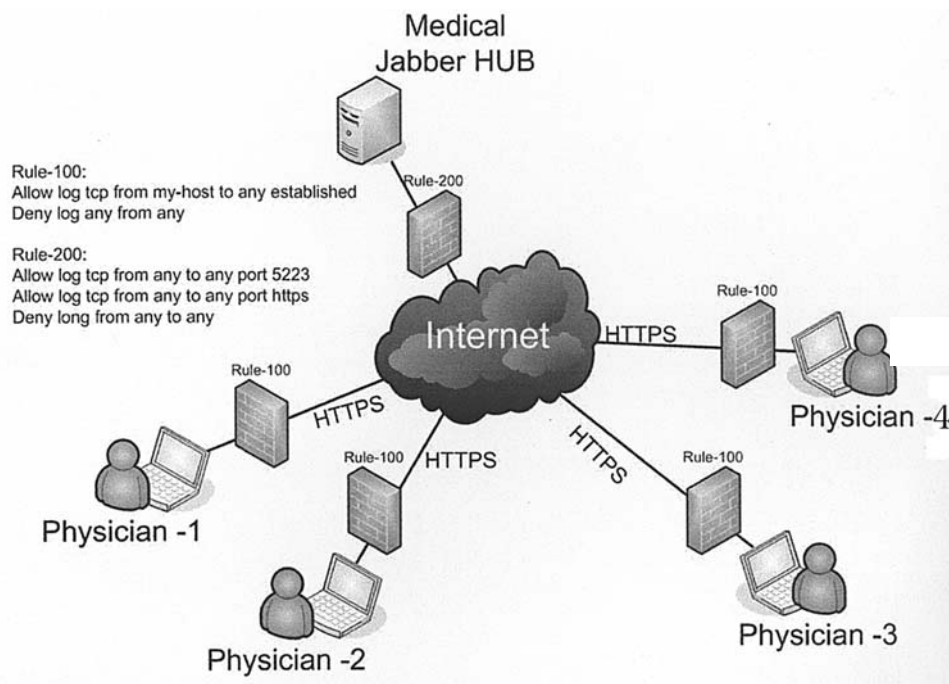 Medical
Jabber HUB
Rule-100:
Allow log tcp from my-host to any established
Deny log any from any
Rule-200:
Allow log tcp from any to any port 5223
Allow log tcp from any to any port https
Deny long from any to any
Rule-200
Internet
HTTPS
Rule-100
Physician -4
Rule-100
HTTPS
Physician -1
Rule-100
HTTPS
Physician -2
HTTPS
Rule-100
Physician -3